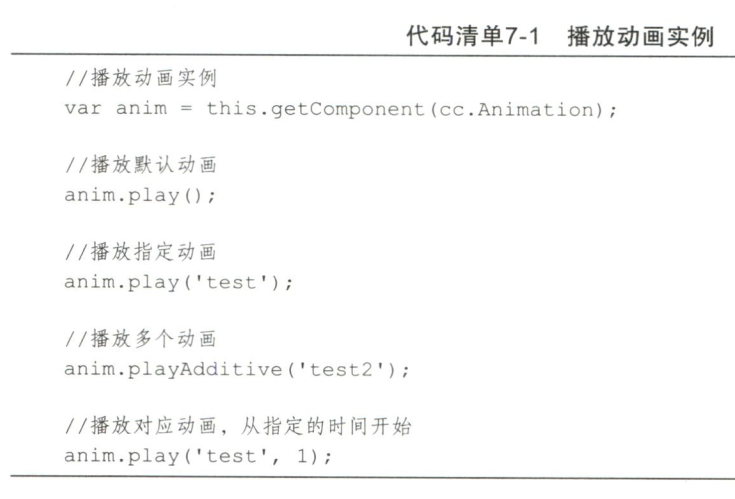 代码清单7-1 播放动画实例
//播放动画实例
var anim = this.getComponent(cc.Animation);
//播放默认动画
anim.play();
//播放指定动画
anim.play('test');
//播放多个动画
anim.playAdditive('test2');
//播放对应动画，从指定的时间开始
anim.play('test', 1);